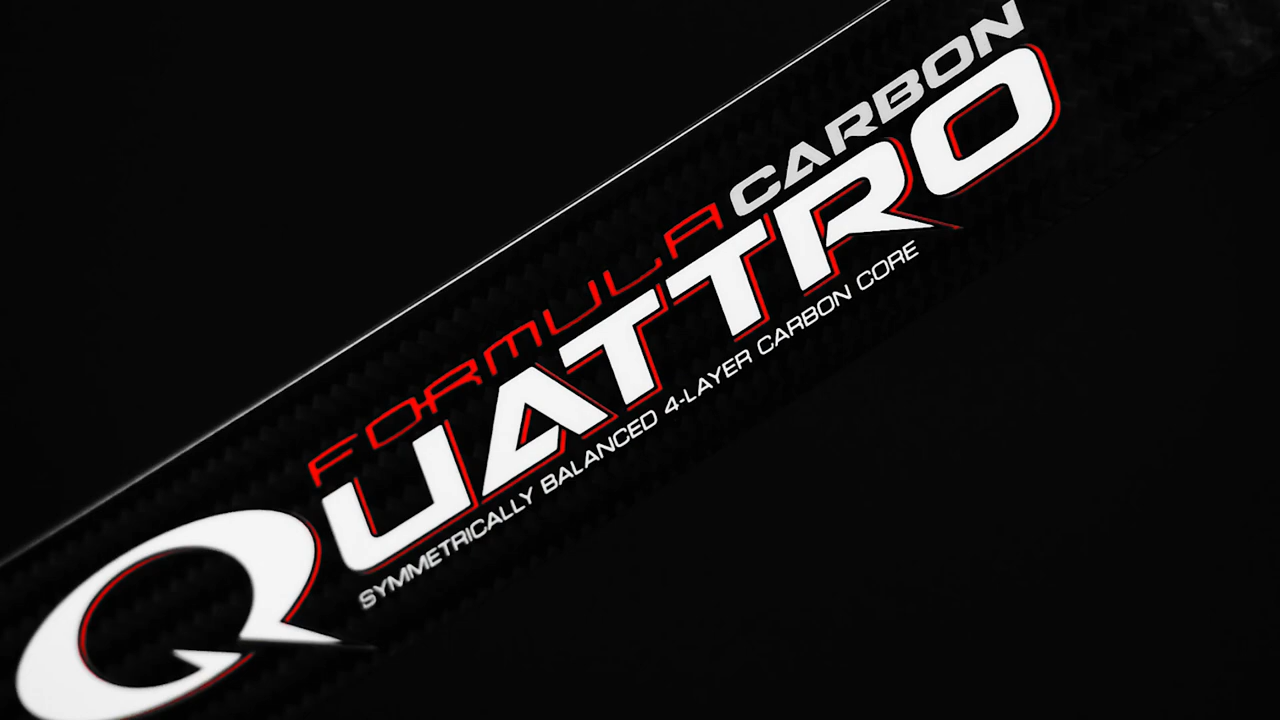 FORMULA CARBON
QUATTRO
SYMMETRICALLY BALANCED 4-LAYER CARBON CORE